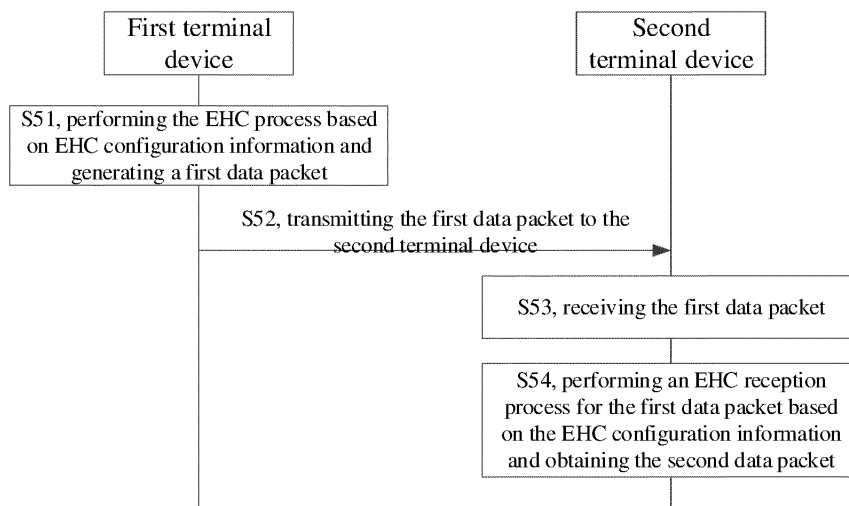 First terminal
device
Second
terminal device
S51, performing the EHC process based
on EHC configuration information and
generating a first data packet
S52, transmitting the first data packet to the
second terminal device
S53, receiving the first data packet
S54, performing an EHC reception
process for the first data packet based
on the EHC configuration information
and obtaining the second data packet